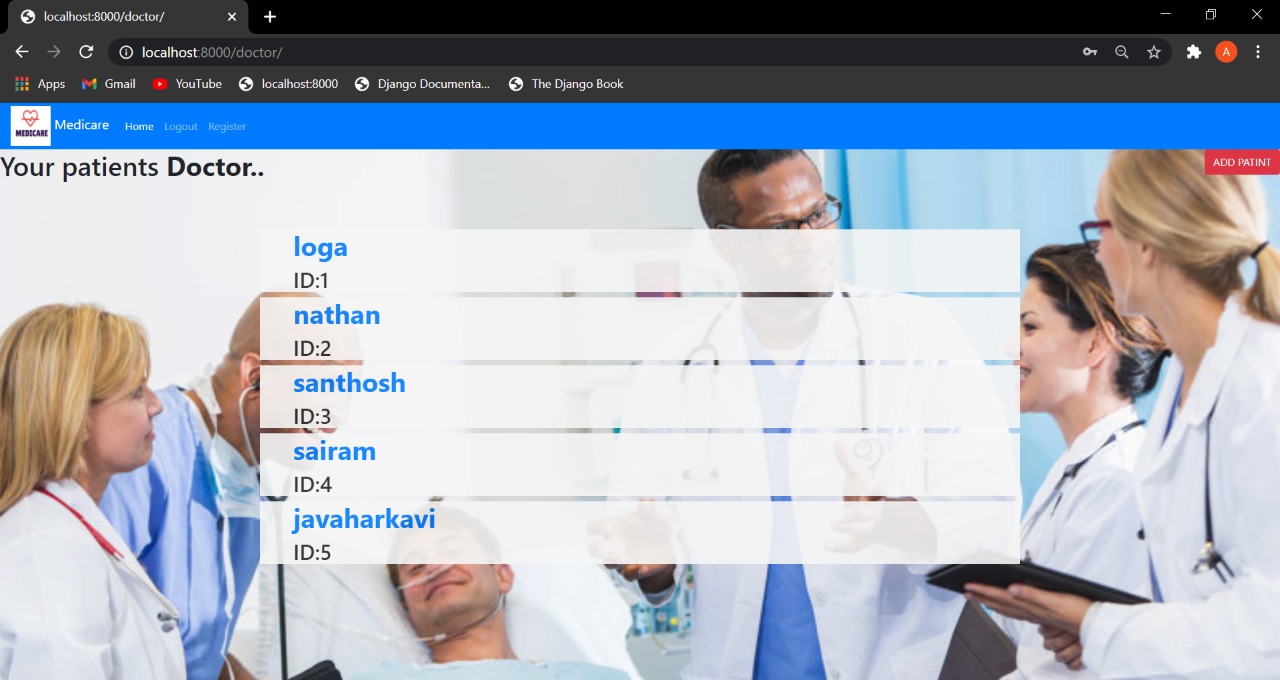 localhost:8000/doctor/
localhost:8000/doctor/
A
Apps Gmail YouTube localhost:8000 Django Documenta... The Django Book
MEDICARE Medicare Home Logout Register
Your patients Doctor..
ADD PATINT
loga
ID:1
nathan
ID:2
santhosh
ID:3
sairam
ID:4
javaharkavi
ID:5